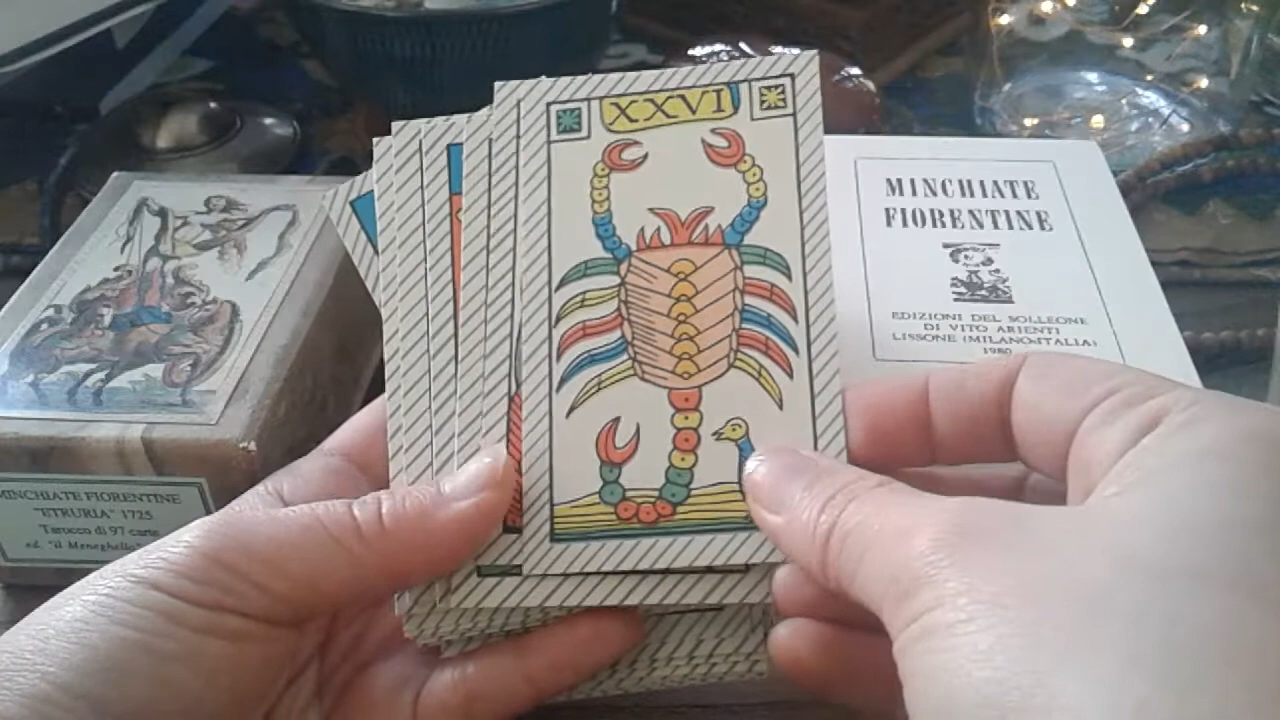 XXVI
MINCHIATE
FIORENTINE
EDIZIONI DEL SOLLEONE
DI VITO ARIENTI
LISSONE (MILANO-ITALIA)
1980
MINCHIATE FIORENTINE
"ETRURIA" 1725
Tarocco di 97 carte
ed. "il Meneghello"